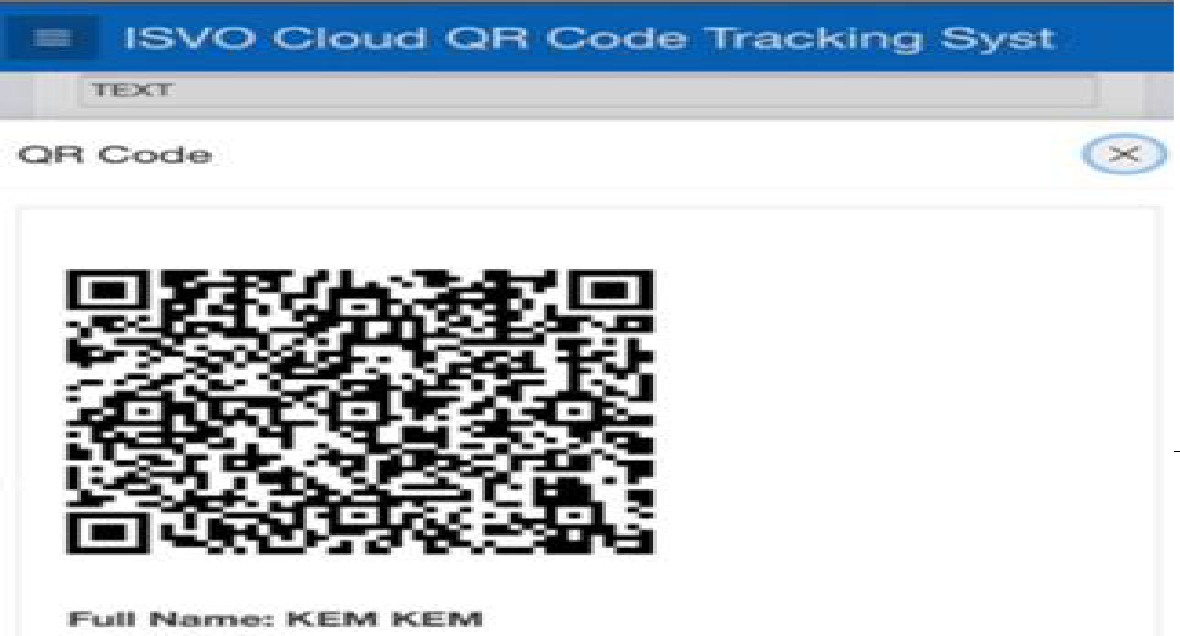 ISVO Cloud QR Code Tracking Syst
TEXT
QR Code
Full Name: KEM KEM